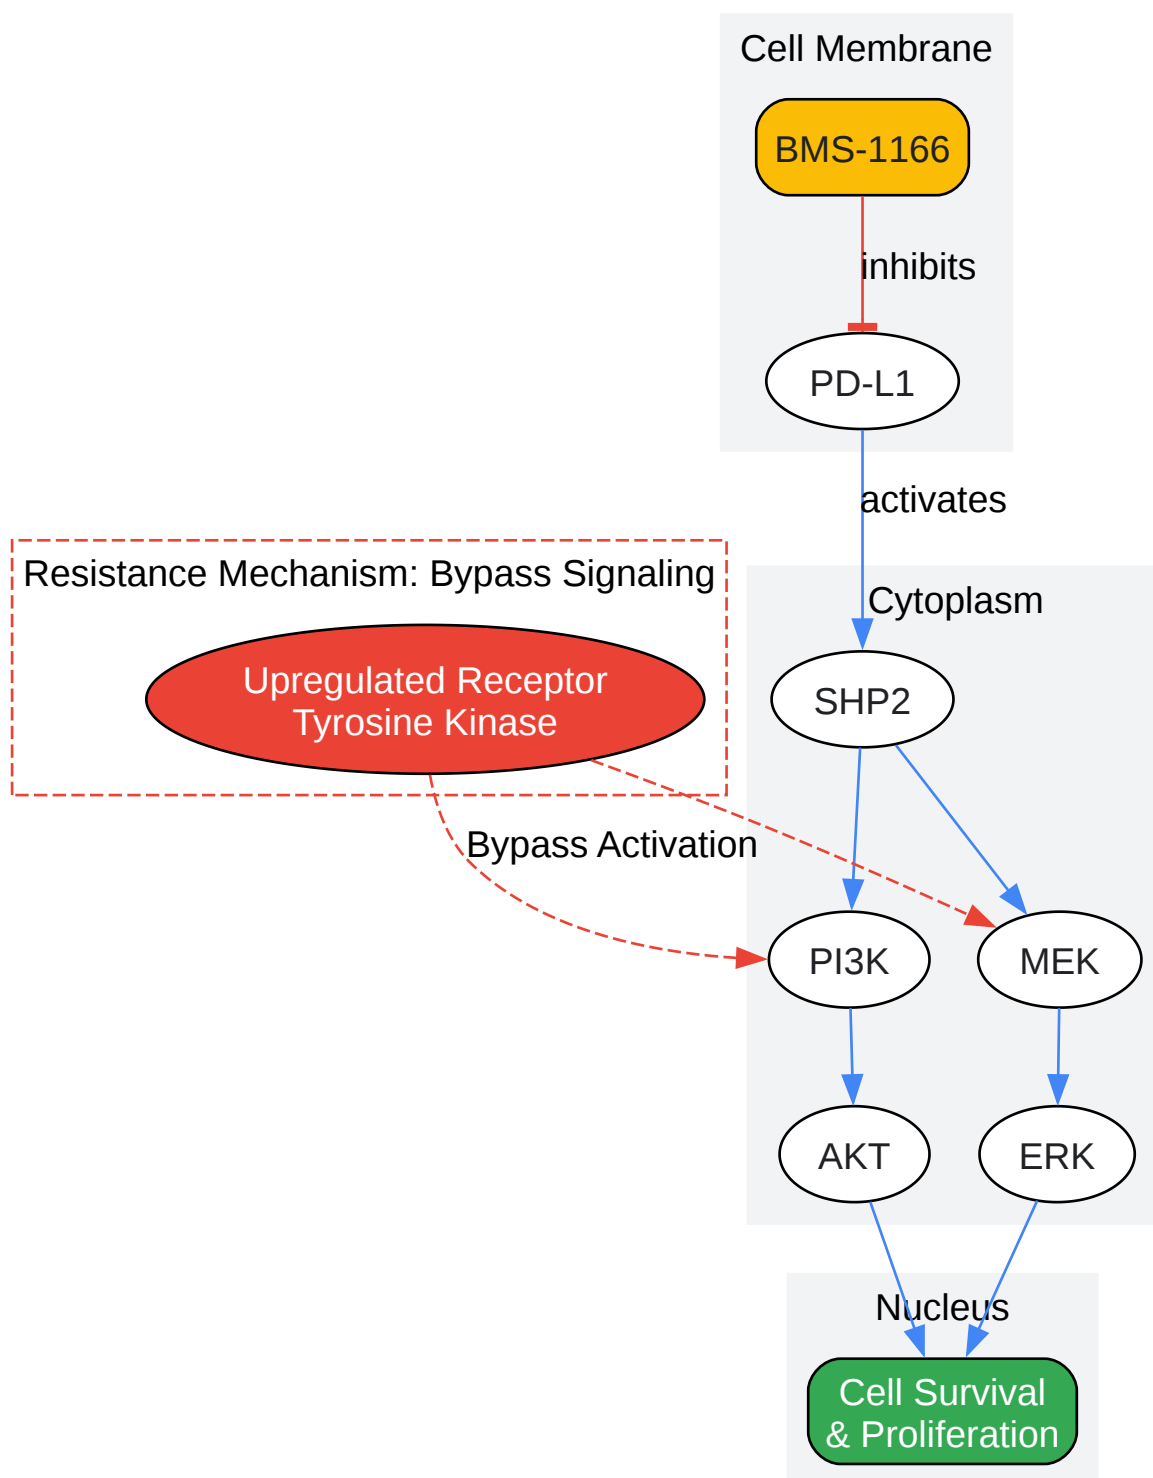 Cell Membrane
BMS-1166
inhibits
PD-L1
activates
Resistance Mechanism: Bypass Signaling
Cytoplasm
Upregulated Receptor
Tyrosine Kinase
SHP2
Bypass Activation
PI3K
MEK
AKT
ERK
Nucleus
Cell Survival
& Proliferation